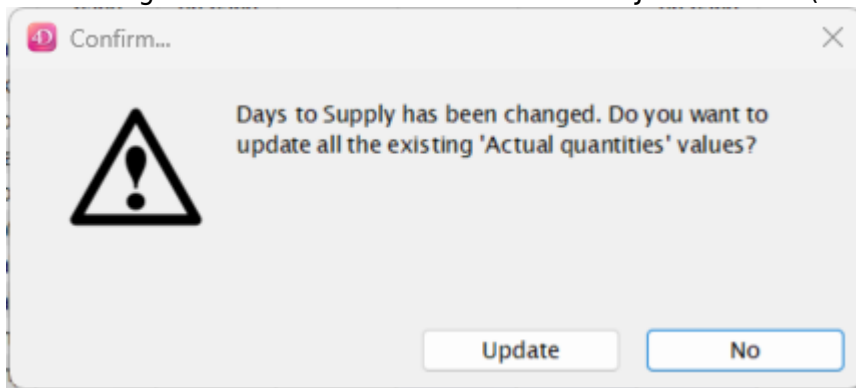 Confirm...
Days to Supply has been changed. Do you want to
update all the existing 'Actual quantities' values?
Update
No